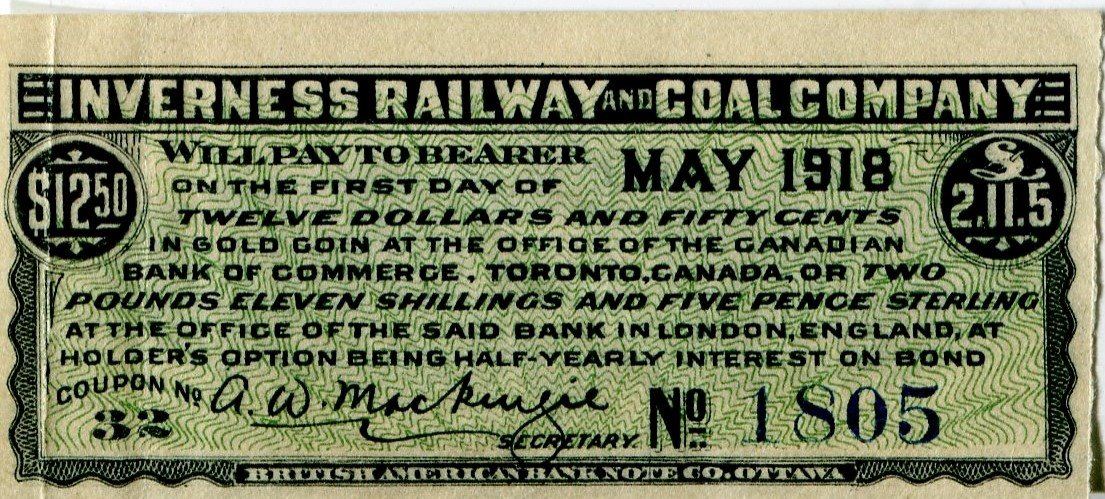 INVERNESS RAILWAY AND COAL COMPANY
$12.50
WILL PAY TO BEARER
ON THE FIRST DAY OF
MAY 1918
£
2.11.5
TWELVE DOLLARS AND FIFTY CENTS
IN GOLD COIN AT THE OFFICE OF THE CANADIAN
BANK OF COMMERCE, TORONTO, CANADA, OR TWO
POUNDS ELEVEN SHILLINGS AND FIVE PENCE STERLING
AT THE OFFICE OF THE SAID BANK IN LONDON, ENGLAND, AT
HOLDER'S OPTION BEING HALF-YEARLY INTEREST ON BOND
COUPON No
32
A. W. Mackenzie
SECRETARY.
No 1805
BRITISH AMERICAN BANK NOTE CO. OTTAWA